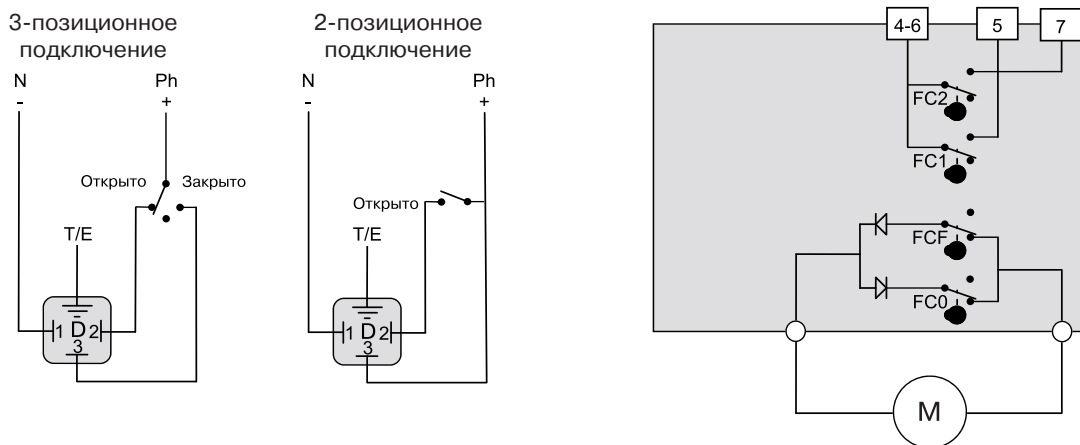 3-позиционное
подключение
N
-
Ph
+
Открыто
Закрыто
T/E
1 D 2
3
2-позиционное
подключение
N
-
Ph
+
Открыто
T/E
1 D 2
3
4-6
5
7
FC2
FC1
FCF
FC0
M